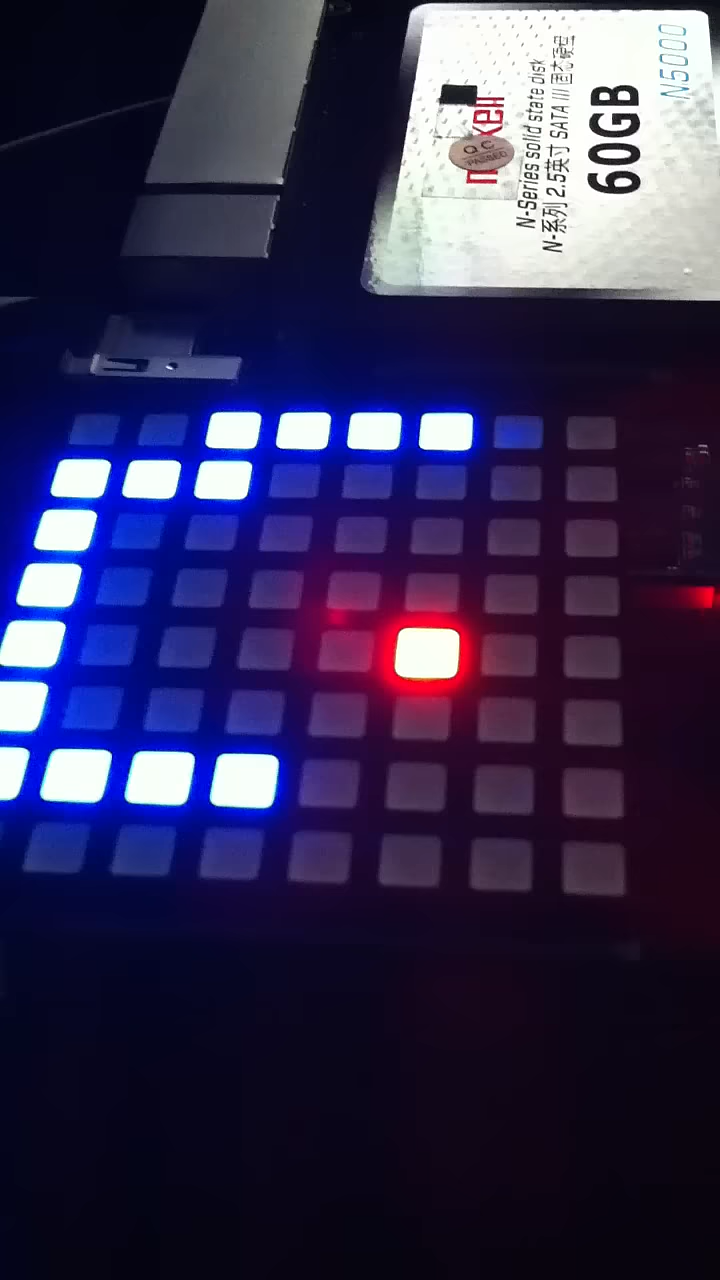 N5000
60GB
QC
PASSED
N-Series solid state disk
N-系列 2.5英寸 SATA III 固态硬盘